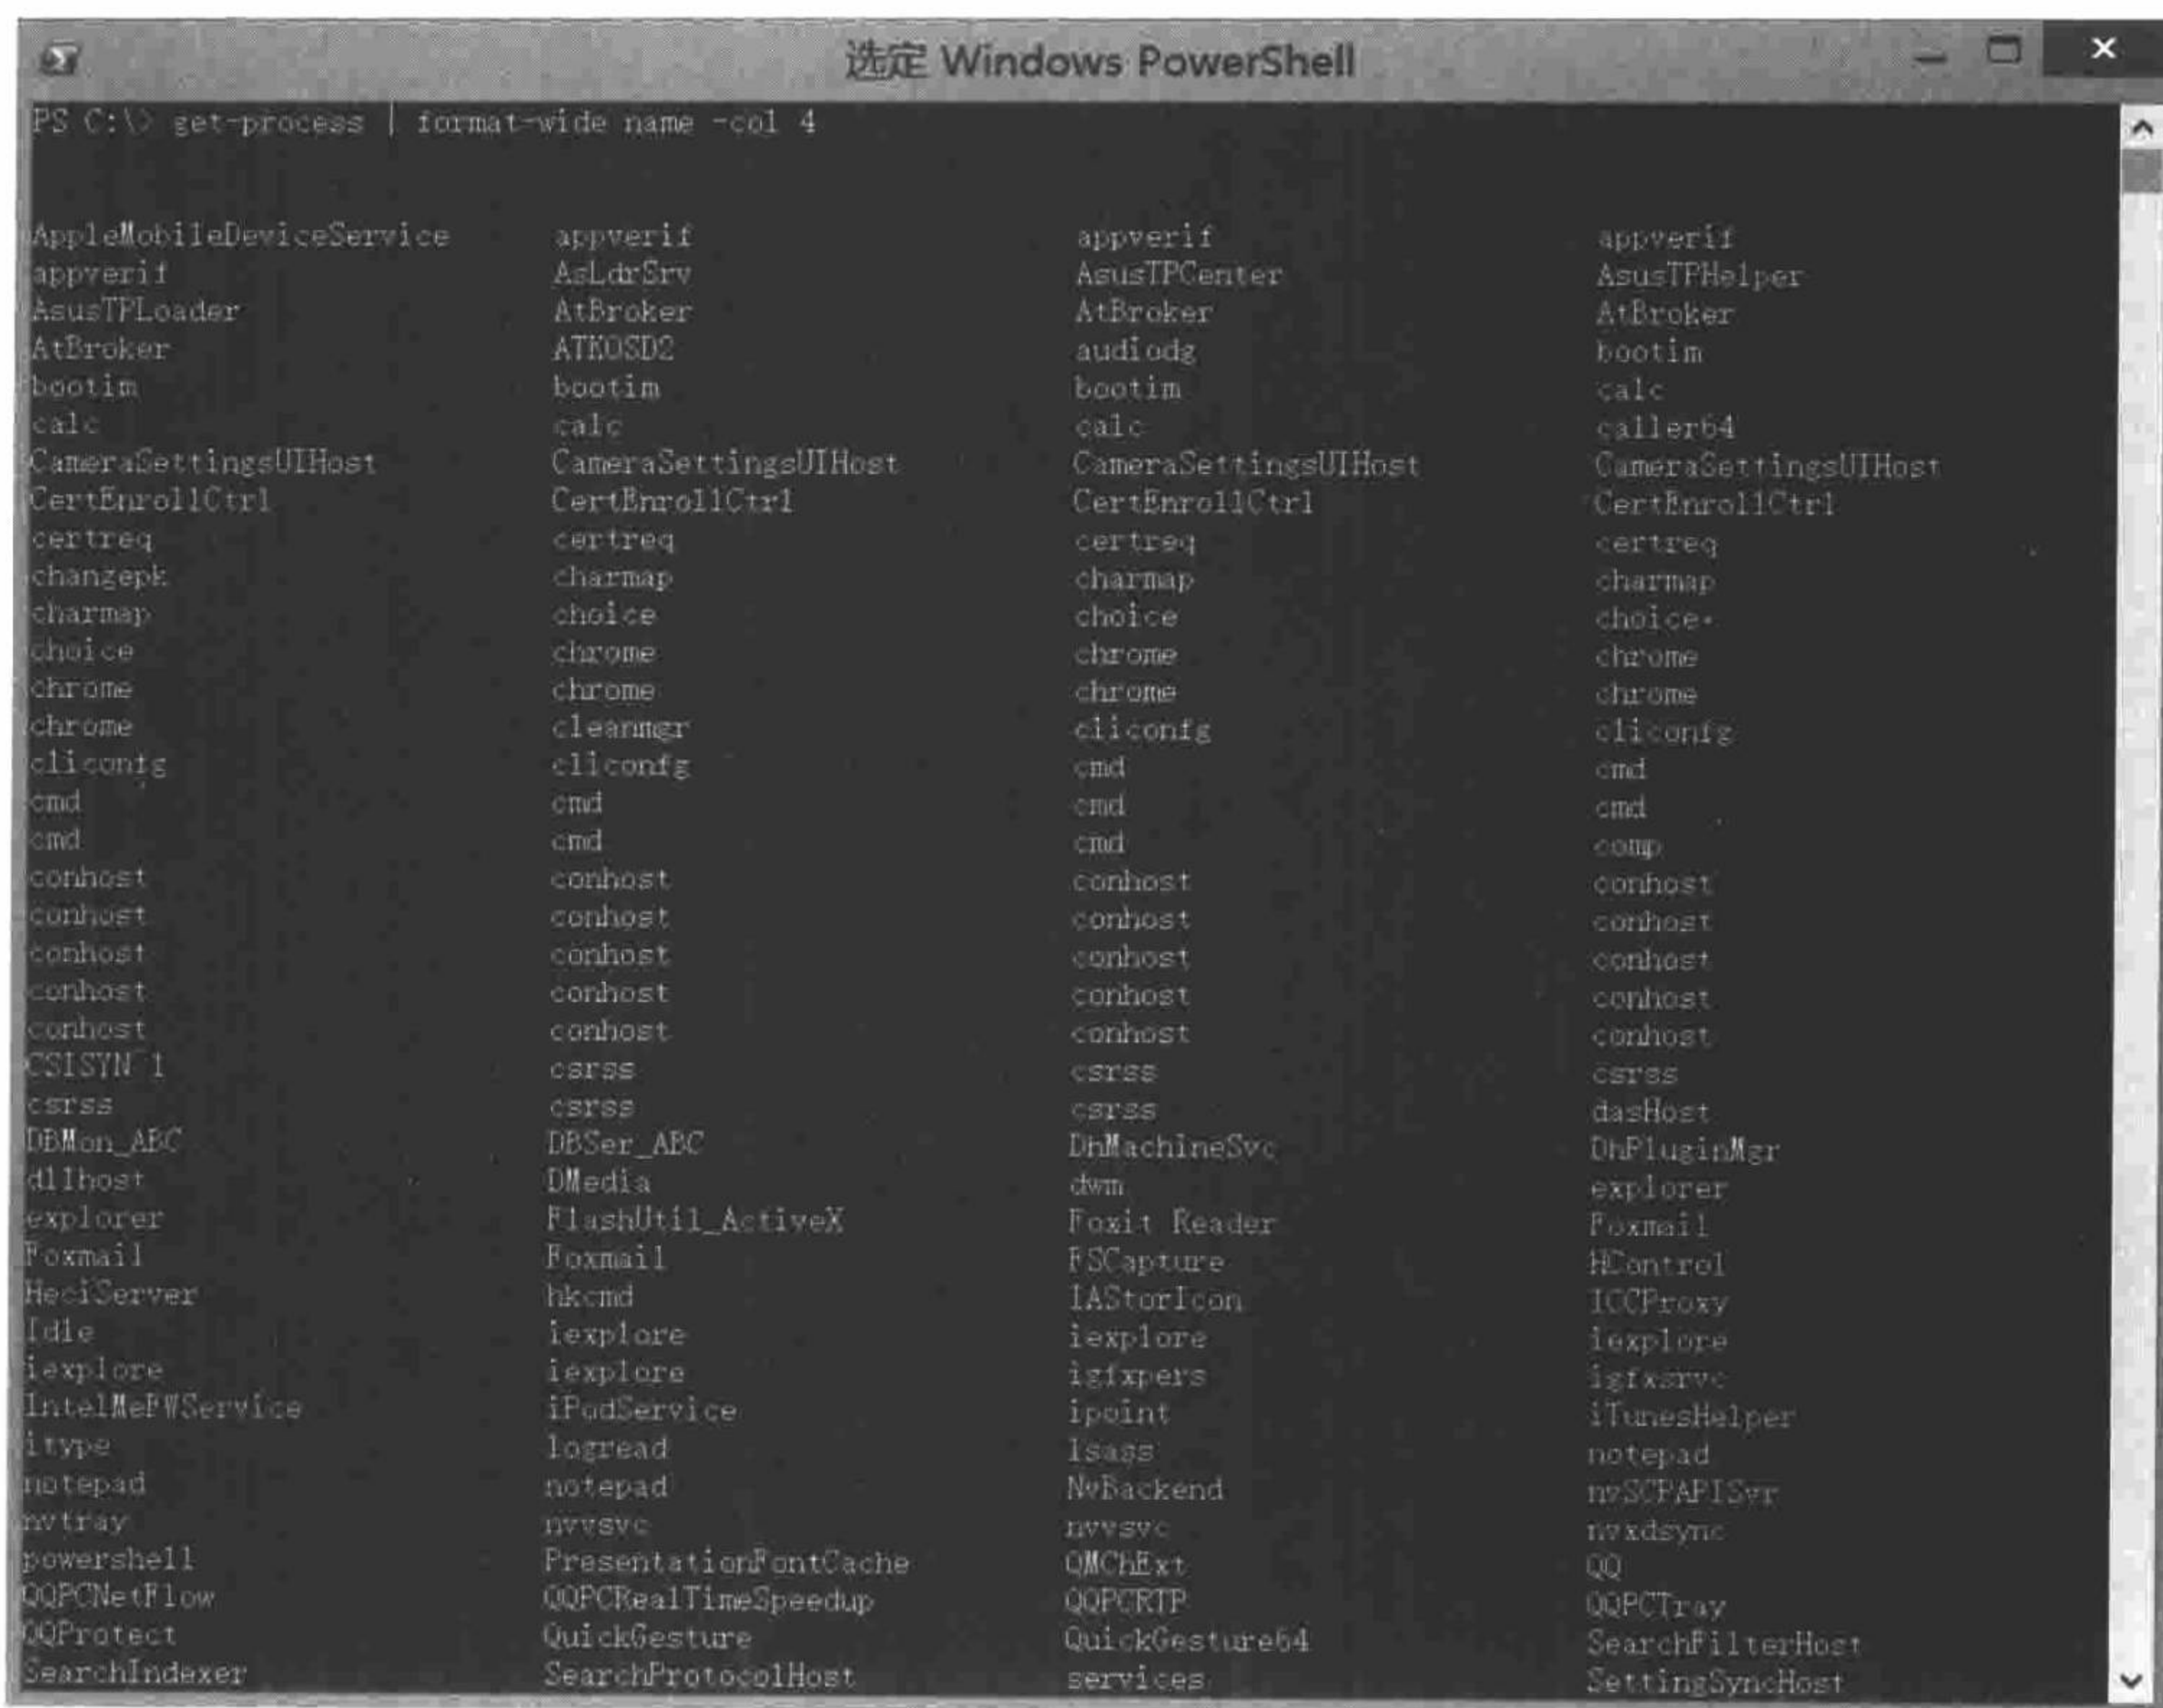 选定 Windows PowerShell
PS C:\> get-process | format-wide name -col 4
AppleMobileDeviceService appverif appverif appverif
appverif AsLdrSrv AsusTPCenter AsusTPHelper
AsusTPLoader AtBroker AtBroker AtBroker
AtBroker ATKOSD2 audiodg bootim
bootim bootim bootim calc
calc calc calc caller64
CameraSettingsUIHost CameraSettingsUIHost CameraSettingsUIHost CameraSettingsUIHost
CertEnrollCtrl CertEnrollCtrl CertEnrollCtrl CertEnrollCtrl
certreq certreq certreq certreq
changepk charmap charmap charmap
charmap choice choice choice
choice chrome chrome chrome
chrome chrome chrome chrome
chrome cleanmgr cliconfg cliconfg
cliconfg cliconfg cmd cmd
cmd cmd cmd cmd
cmd cmd cmd comp
conhost conhost conhost conhost
conhost conhost conhost conhost
conhost conhost conhost conhost
conhost conhost conhost conhost
conhost conhost conhost conhost
CSISYN~1 csrss csrss csrss
csrss csrss csrss dasHost
DBMon_ABC DBSer_ABC DhMachineSvc DhPluginMgr
dllhost DMedia dwm explorer
explorer FlashUtil_ActiveX Foxit Reader Foxmail
Foxmail Foxmail FSCapture HControl
HeciServer hkcmd IAStorIcon ICCProxy
Idle iexplore iexplore iexplore
iexplore iexplore igfxpers igfxsrvc
IntelMeFWService iPodService ipoint iTunesHelper
itype logread lsass notepad
notepad notepad NvBackend nvSCPAPISvr
nvtray nvvsvc nvvsvc nvxdsync
powershell PresentationFontCache QMChExt QQ
QQPCNetFlow QQPCRealTimeSpeedup QQPCRTP QQPCTray
QQProtect QuickGesture QuickGesture64 SearchFilterHost
SearchIndexer SearchProtocolHost services SettingSyncHost